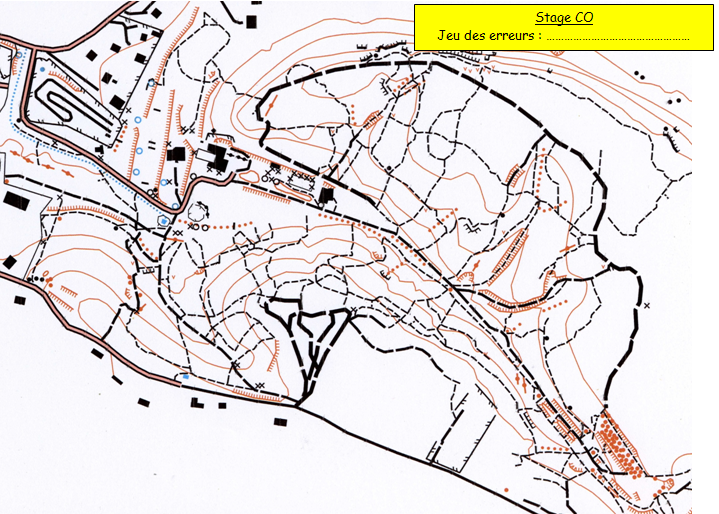 Stage CO
Jeu des erreurs : ……………………………………